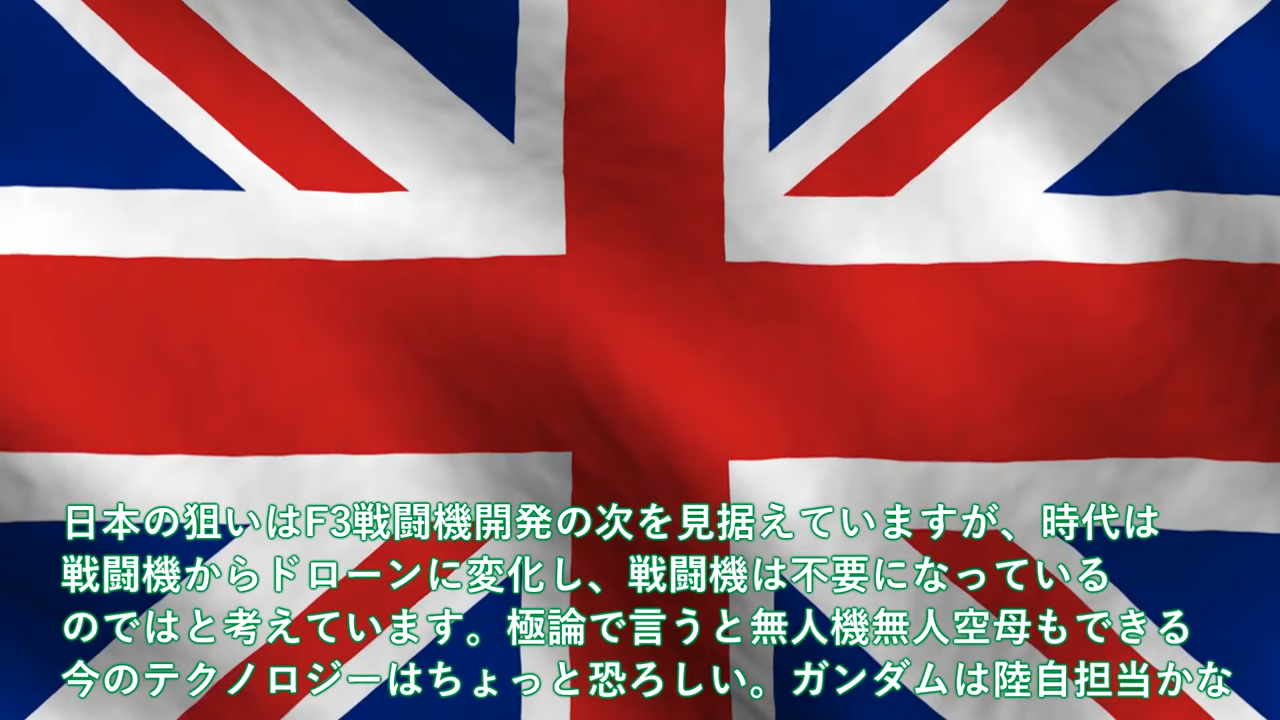 日本の狙いはF3戦闘機開発の次を見据えていますが、時代は
戦闘機からドローンに変化し、戦闘機は不要になっている
のではと考えています。極論で言うと無人機無人空母もできる
今のテクノロジーはちょっと恐ろしい。ガンダムは陸自担当かな